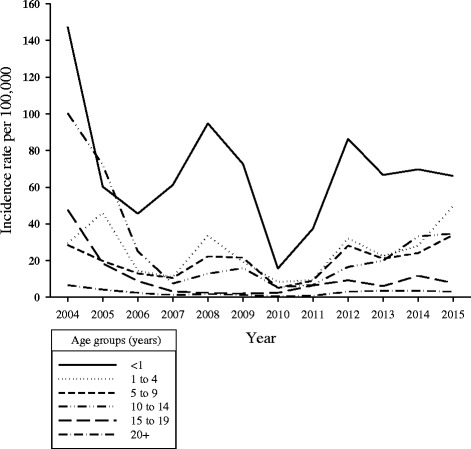 160
140
120
100
80
60
40
20
0
Incidence rate per 100,000
2004 2005 2006 2007 2008 2009 2010 2011 2012 2013 2014 2015
Year
Age groups (years)
<1
1 to 4
5 to 9
10 to 14
15 to 19
20+